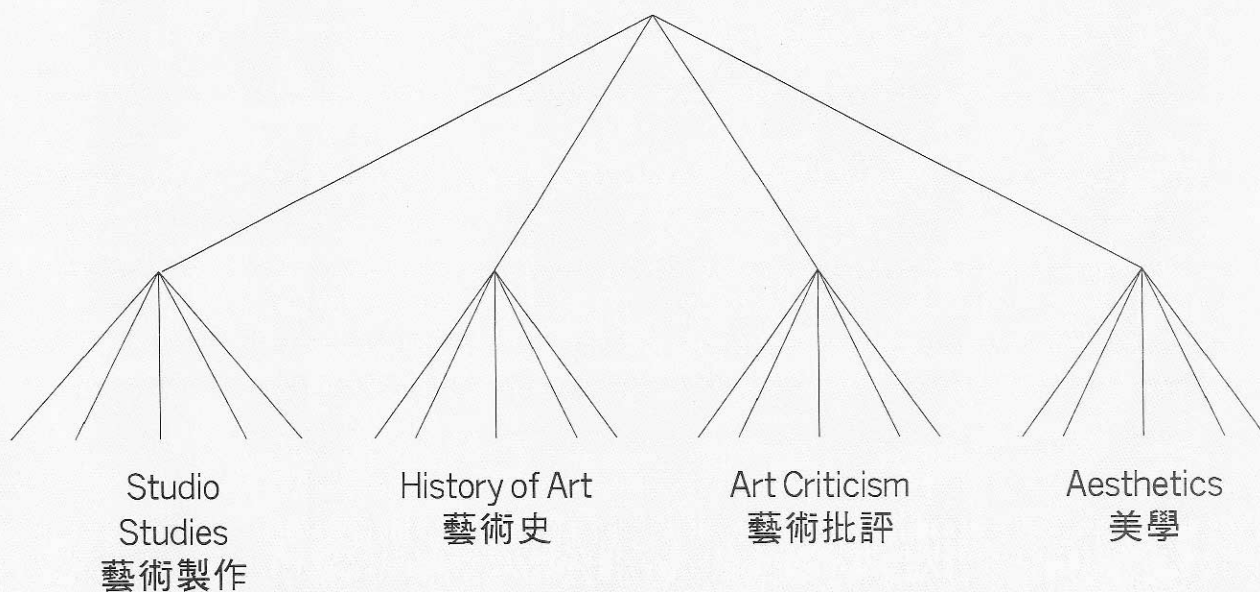 Studio
Studies
藝術製作
History of Art
藝術史
Art Criticism
藝術批評
Aesthetics
美學